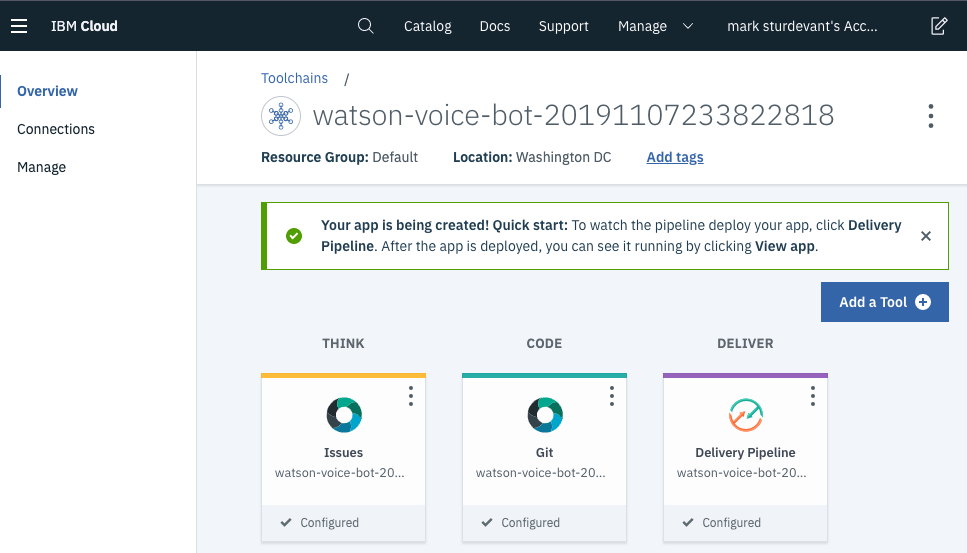 IBM Cloud
Catalog
Docs
Support
Manage
mark sturdevant's Acc...
Overview
Connections
Manage
Toolchains /
watson-voice-bot-20191107233822818
Resource Group: Default
Location: Washington DC
Add tags
Your app is being created! Quick start: To watch the pipeline deploy your app, click Delivery
Pipeline. After the app is deployed, you can see it running by clicking View app.
Add a Tool
THINK
CODE
DELIVER
Issues
watson-voice-bot-20...
Configured
Git
watson-voice-bot-20...
Configured
Delivery Pipeline
watson-voice-bot-20...
Configured